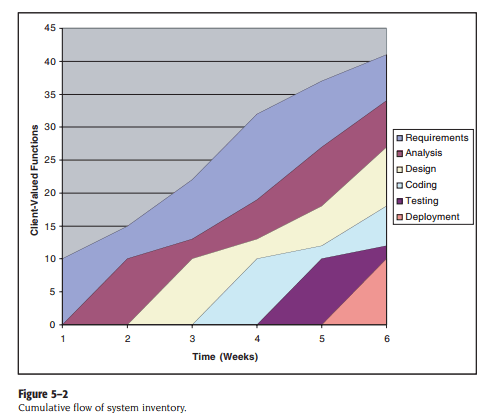 45
40
35
30
25
20
15
10
5
0
Client-Valued Functions
1 2 3 4 5 6
Time (Weeks)
Requirements
Analysis
Design
Coding
Testing
Deployment
Figure 5–2
Cumulative flow of system inventory.